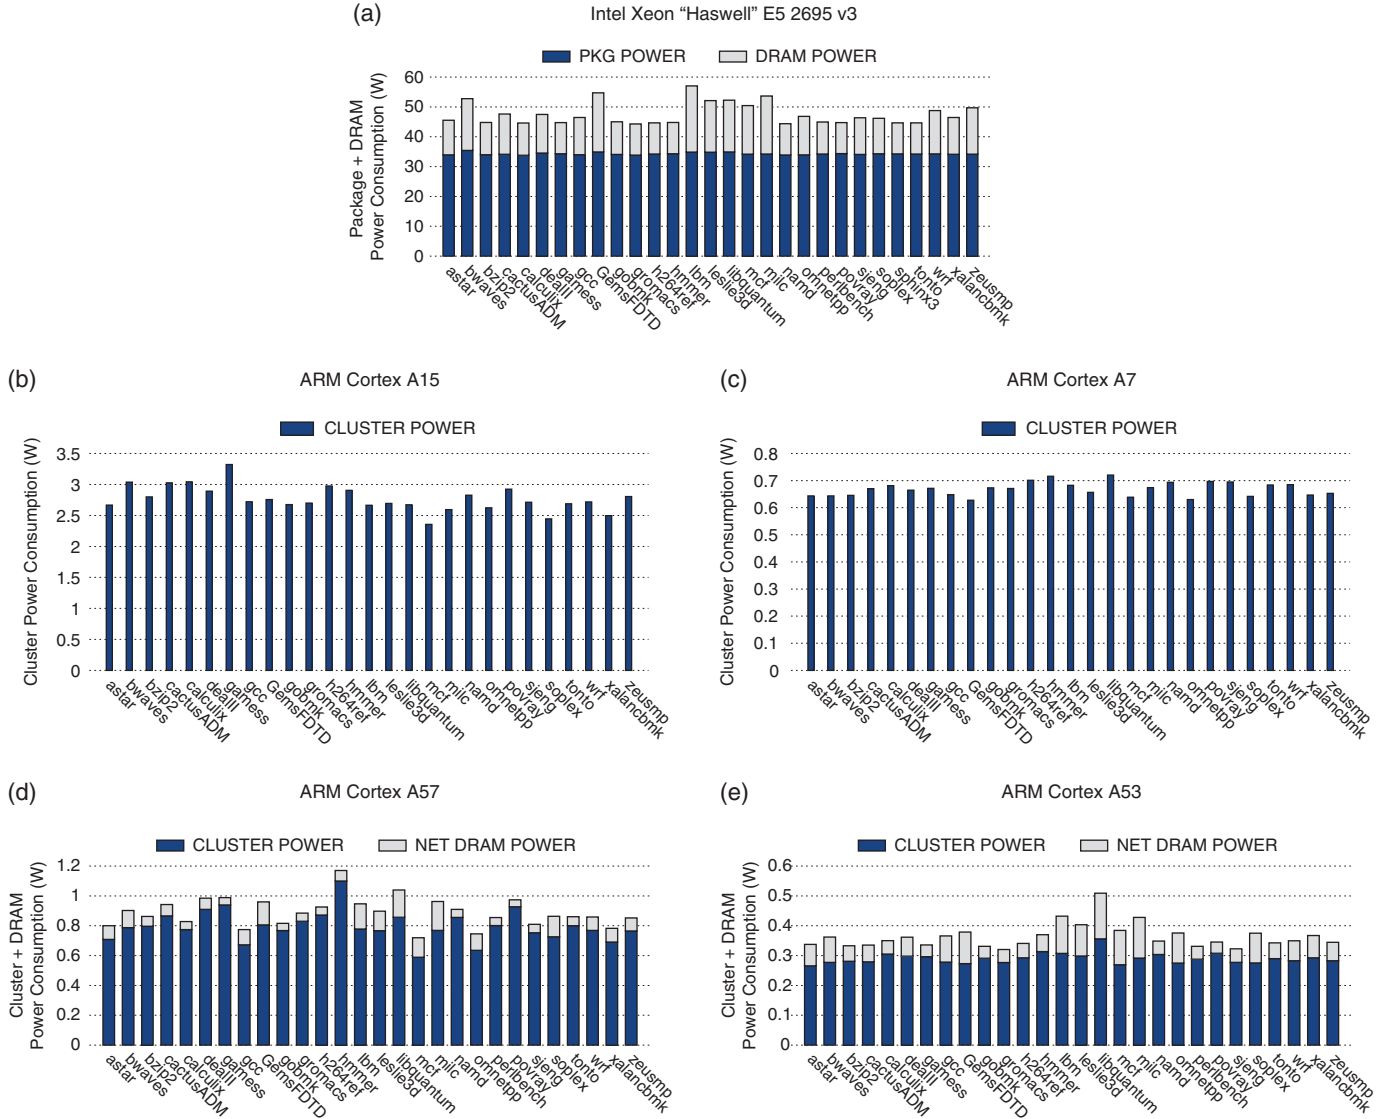 (a)
Intel Xeon “Haswell” E5 2695 v3
PKG POWER
DRAM POWER
Package + DRAM
Power Consumption (W)
60
50
40
30
20
10
0
astar
bwaves
bzip2
cactusADM
calculix
dealII
gamess
gcc
GemsFDTD
gobmk
gromacs
h264ref
hmmer
lbm
leslie3d
libquantum
mcf
milc
namd
omnetpp
perlbench
povray
sjeng
soplex
sphinx3
tonto
wrf
xalancbmk
zeusmp
(b)
ARM Cortex A15
CLUSTER POWER
Cluster Power Consumption (W)
3.5
3
2.5
2
1.5
1
0.5
0
astar
bwaves
bzip2
cactusADM
calculix
dealII
gamess
gcc
GemsFDTD
gobmk
gromacs
h264ref
hmmer
lbm
leslie3d
libquantum
mcf
milc
namd
omnetpp
povray
sjeng
soplex
tonto
wrf
xalancbmk
zeusmp
(c)
ARM Cortex A7
CLUSTER POWER
Cluster Power Consumption (W)
0.8
0.7
0.6
0.5
0.4
0.3
0.2
0.1
0
astar
bwaves
bzip2
cactusADM
calculix
dealII
gamess
gcc
GemsFDTD
gobmk
gromacs
h264ref
hmmer
lbm
leslie3d
libquantum
mcf
milc
namd
omnetpp
povray
sjeng
soplex
tonto
wrf
xalancbmk
zeusmp
(d)
ARM Cortex A57
CLUSTER POWER
NET DRAM POWER
Cluster + DRAM
Power Consumption (W)
1.2
1
0.8
0.6
0.4
0.2
0
astar
bwaves
bzip2
cactusADM
calculix
dealII
gamess
gcc
GemsFDTD
gobmk
gromacs
h264ref
hmmer
lbm
leslie3d
libquantum
mcf
milc
namd
omnetpp
perlbench
povray
sjeng
soplex
tonto
wrf
xalancbmk
zeusmp
(e)
ARM Cortex A53
CLUSTER POWER
NET DRAM POWER
Cluster + DRAM
Power Consumption (W)
0.6
0.5
0.4
0.3
0.2
0.1
0
astar
bwaves
bzip2
cactusADM
calculix
dealII
gamess
gcc
GemsFDTD
gobmk
gromacs
h264ref
hmmer
lbm
leslie3d
libquantum
mcf
milc
namd
omnetpp
perlbench
povray
sjeng
soplex
tonto
wrf
xalancbmk
zeusmp